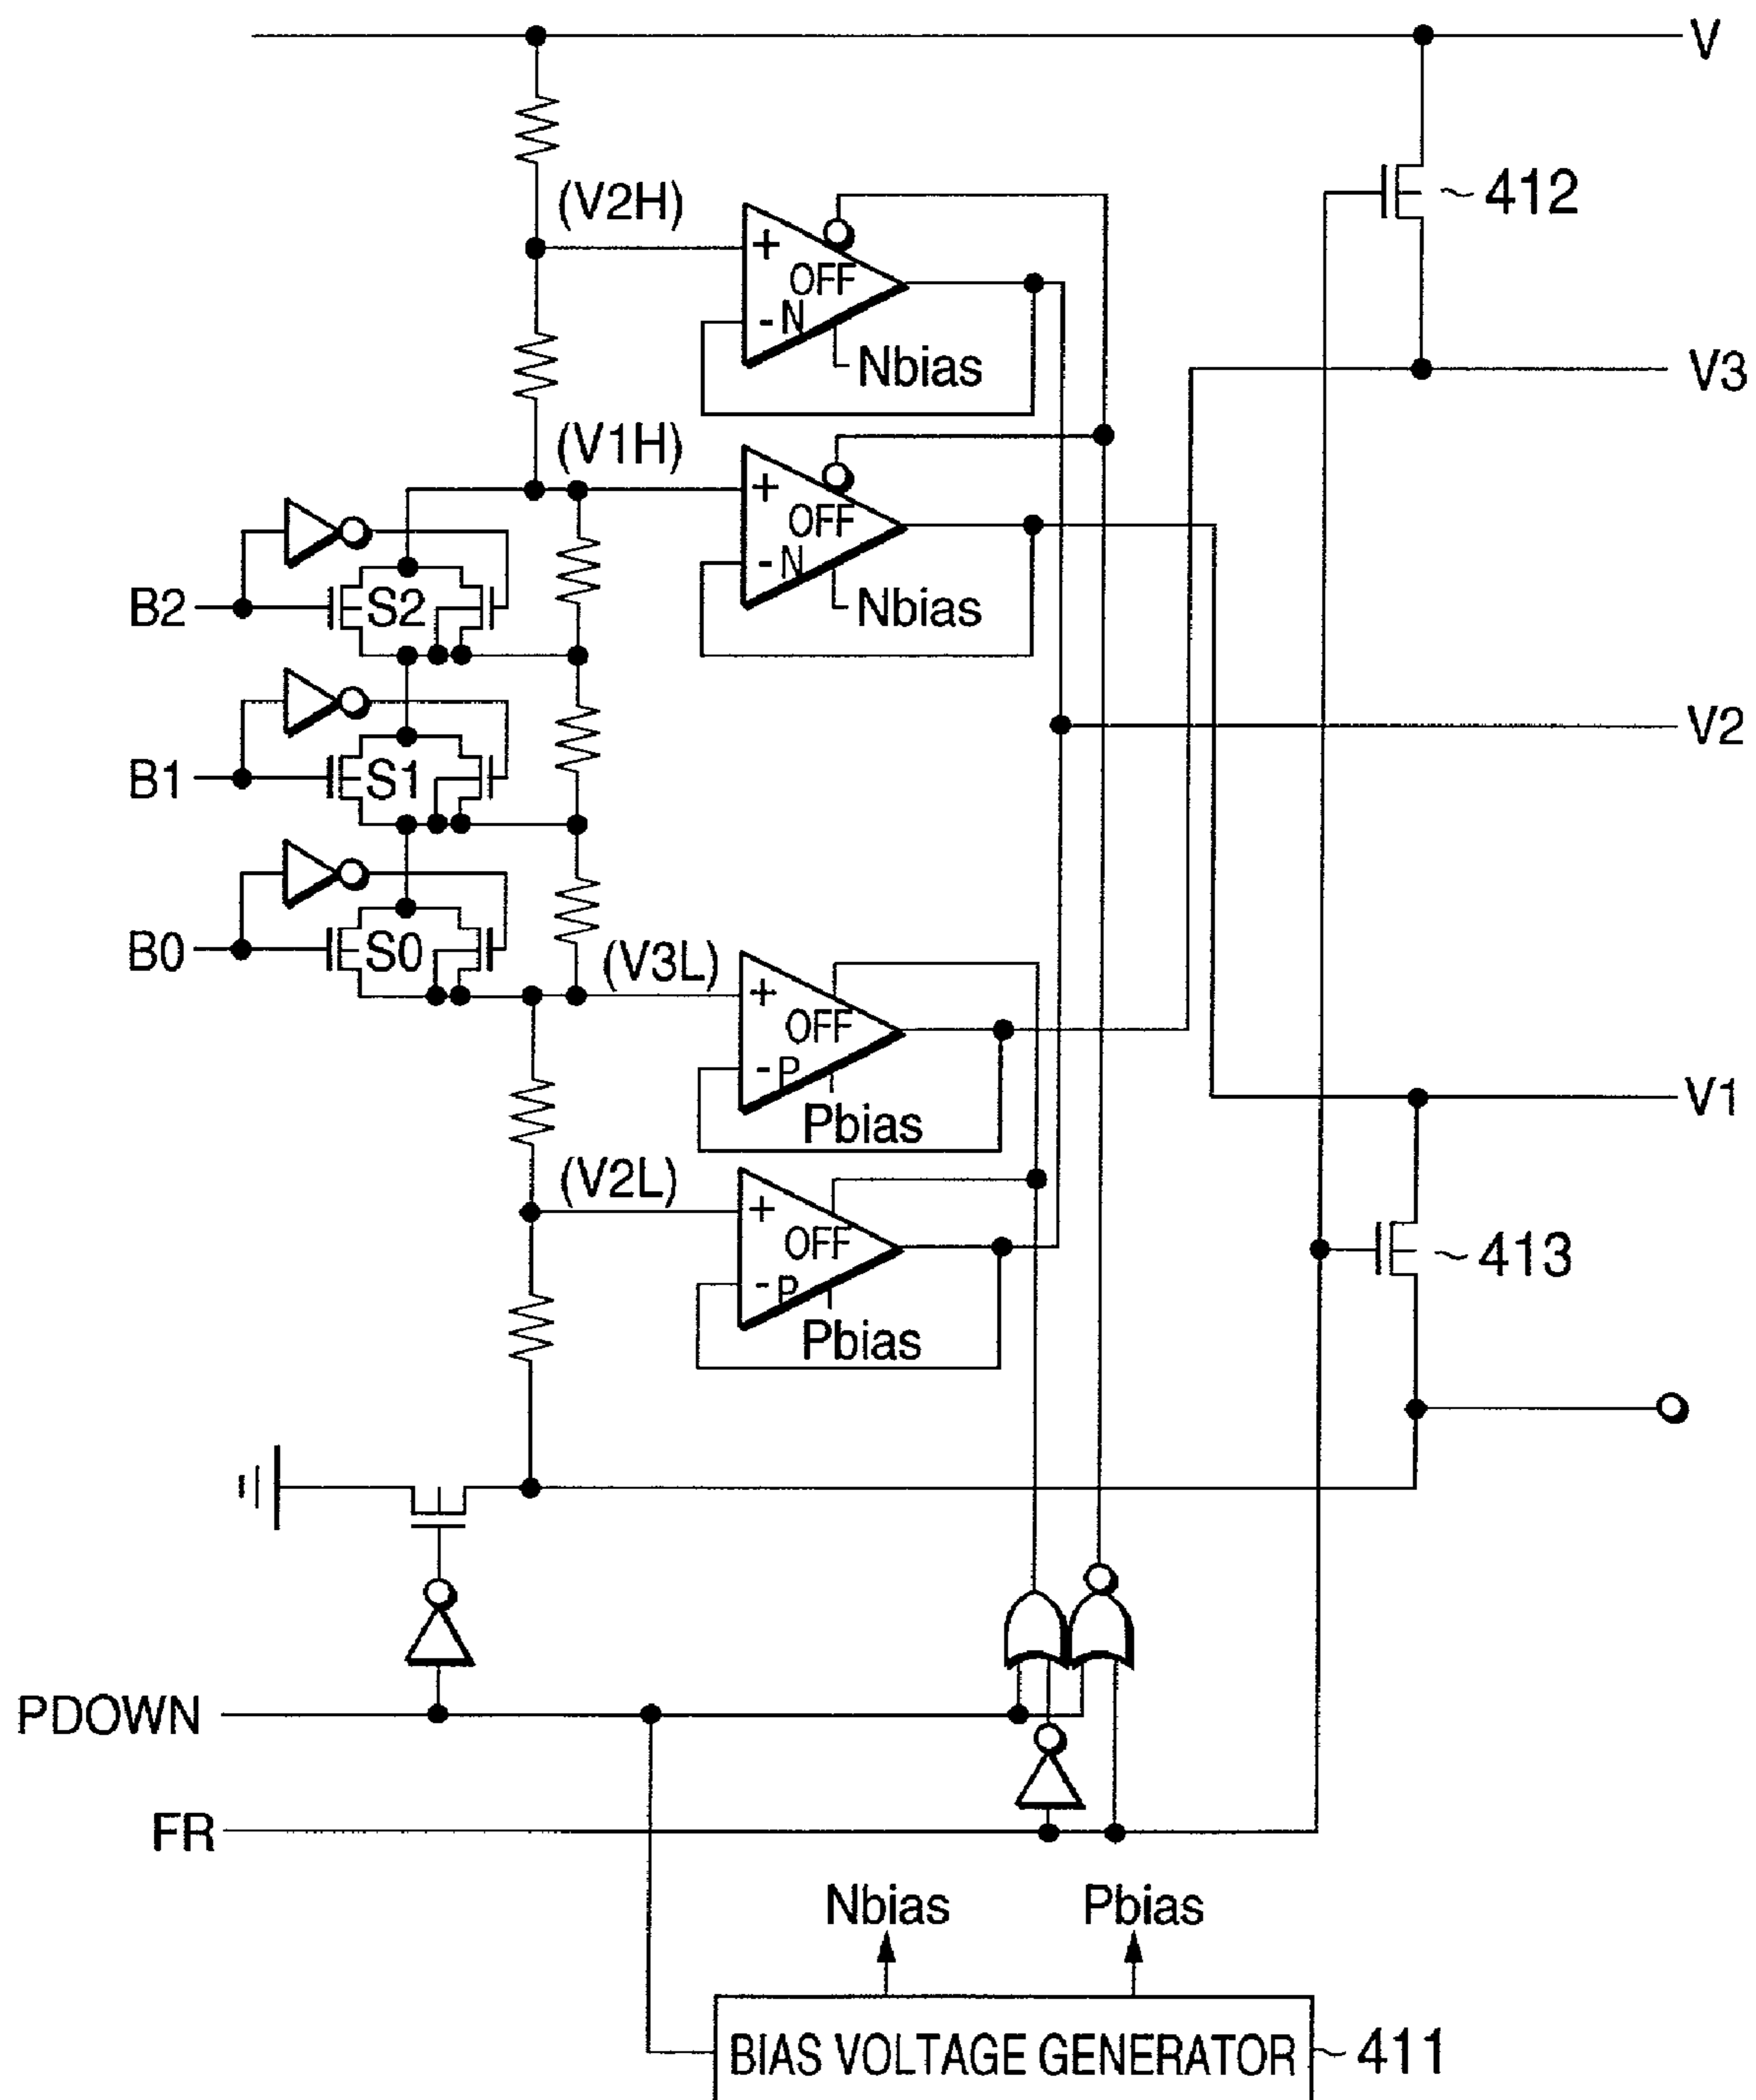 V
(V2H)
+
OFF
- N
Nbias
412
V3
(V1H)
+
OFF
- N
Nbias
B2
S2
V2
B1
S1
B0
S0
(V3L)
+
OFF
- P
Pbias
V1
(V2L)
+
OFF
- P
Pbias
413
PDOWN
FR
Nbias
Pbias
BIAS VOLTAGE GENERATOR
411